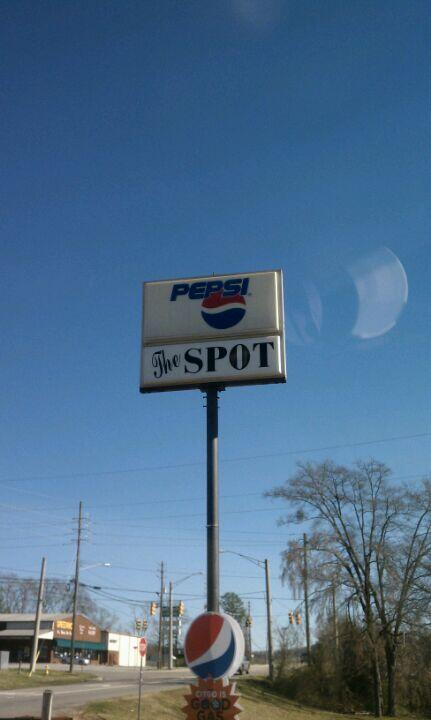 PEPSI
The SPOT
CITGO IS
GOOD
GAS